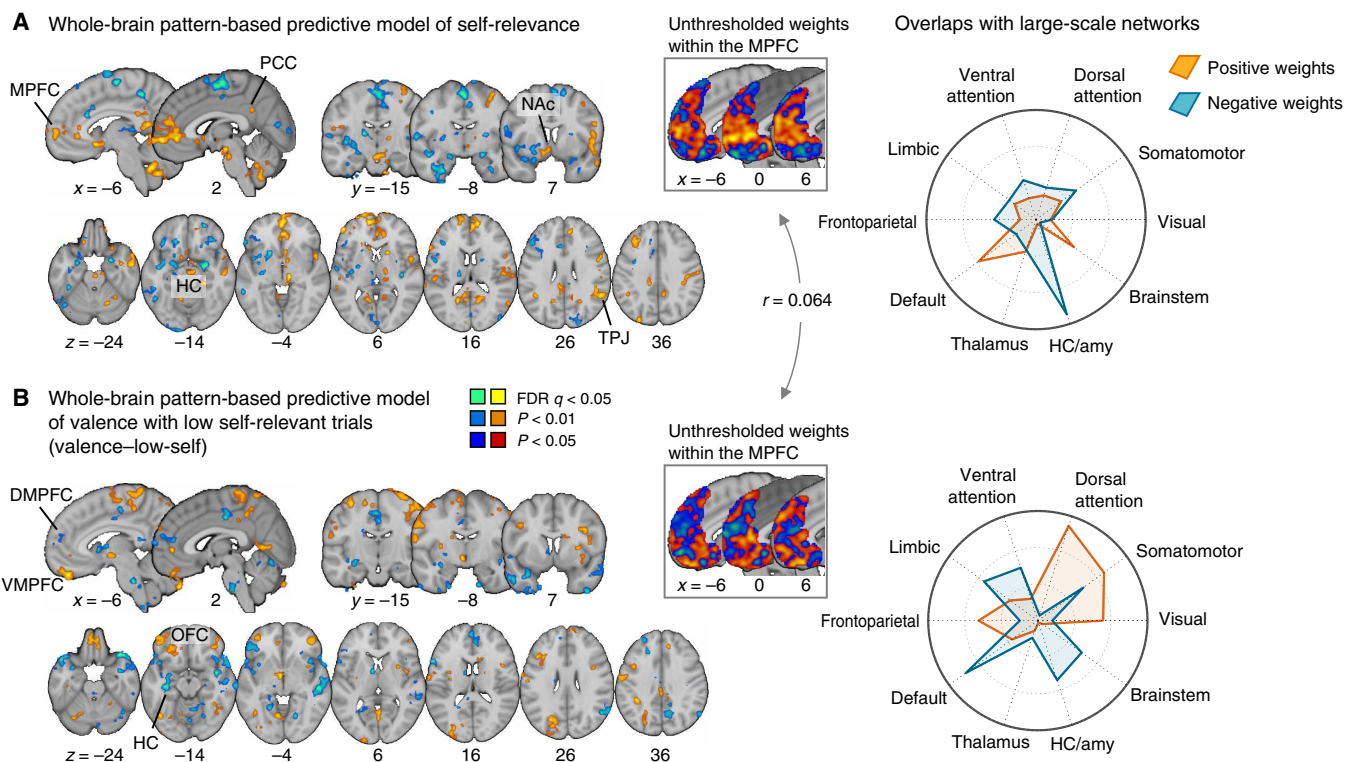 A Whole-brain pattern-based predictive model of self-relevance
MPFC
PCC
x = −6
2
NAc
y = −15
−8
7
HC
TPJ
z = −24
−14
−4
6
16
26
36
Unthresholded weights
within the MPFC
x = −6
0
6
r = 0.064
Overlaps with large-scale networks
Positive weights
Negative weights
Ventral
attention
Dorsal
attention
Limbic
Somatomotor
Frontoparietal
Visual
Default
Brainstem
Thalamus
HC/amy
B Whole-brain pattern-based predictive model
of valence with low self-relevant trials
(valence–low-self)
FDR q < 0.05
P < 0.01
P < 0.05
DMPFC
VMPFC
x = −6
2
y = −15
−8
7
OFC
HC
z = −24
−14
−4
6
16
26
36
Unthresholded weights
within the MPFC
x = −6
0
6
Ventral
attention
Dorsal
attention
Limbic
Somatomotor
Frontoparietal
Visual
Default
Brainstem
Thalamus
HC/amy